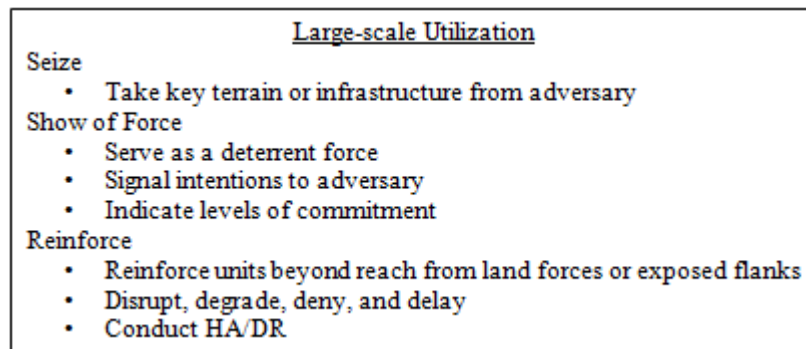 Large-scale Utilization
Seize
• Take key terrain or infrastructure from adversary
Show of Force
• Serve as a deterrent force
• Signal intentions to adversary
• Indicate levels of commitment
Reinforce
• Reinforce units beyond reach from land forces or exposed flanks
• Disrupt, degrade, deny, and delay
• Conduct HA/DR